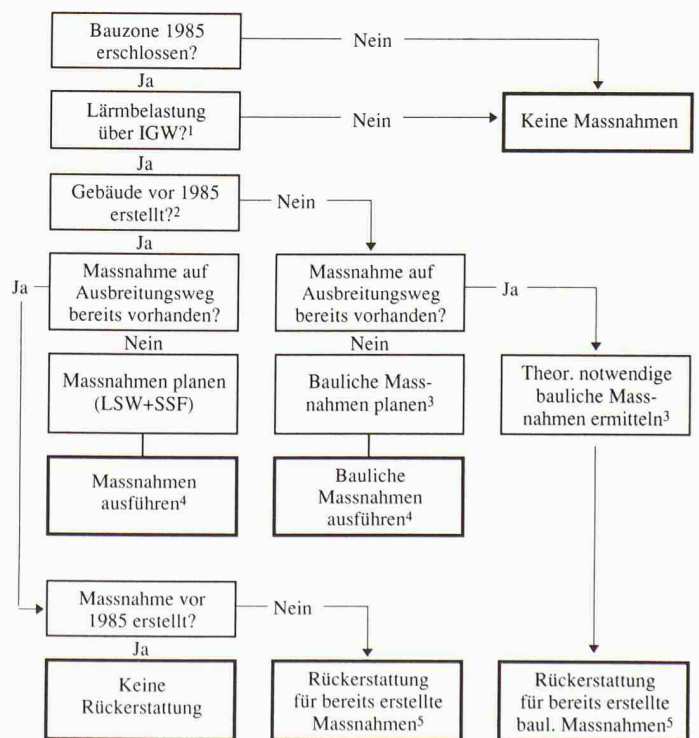 Bauzone 1985
erschlossen?
Nein
Ja
Lärmbelastung
über IGW?¹
Nein
Keine Massnahmen
Ja
Gebäude vor 1985
erstellt?²
Nein
Ja
Ja
Massnahme auf
Ausbreitungsweg
bereits vorhanden?
Massnahme auf
Ausbreitungsweg
bereits vorhanden?
Ja
Nein
Nein
Massnahmen planen
(LSW+SSF)
Bauliche Mass-
nahmen planen³
Theor. notwendige
bauliche Mass-
nahmen ermitteln³
Massnahmen
ausführen⁴
Bauliche
Massnahmen
ausführen⁴
Massnahme vor
1985 erstellt?
Nein
Ja
Keine
Rückerstattung
Rückerstattung
für bereits erstellte
Massnahmen⁵
Rückerstattung
für bereits erstellte
baul. Massnahmen⁵